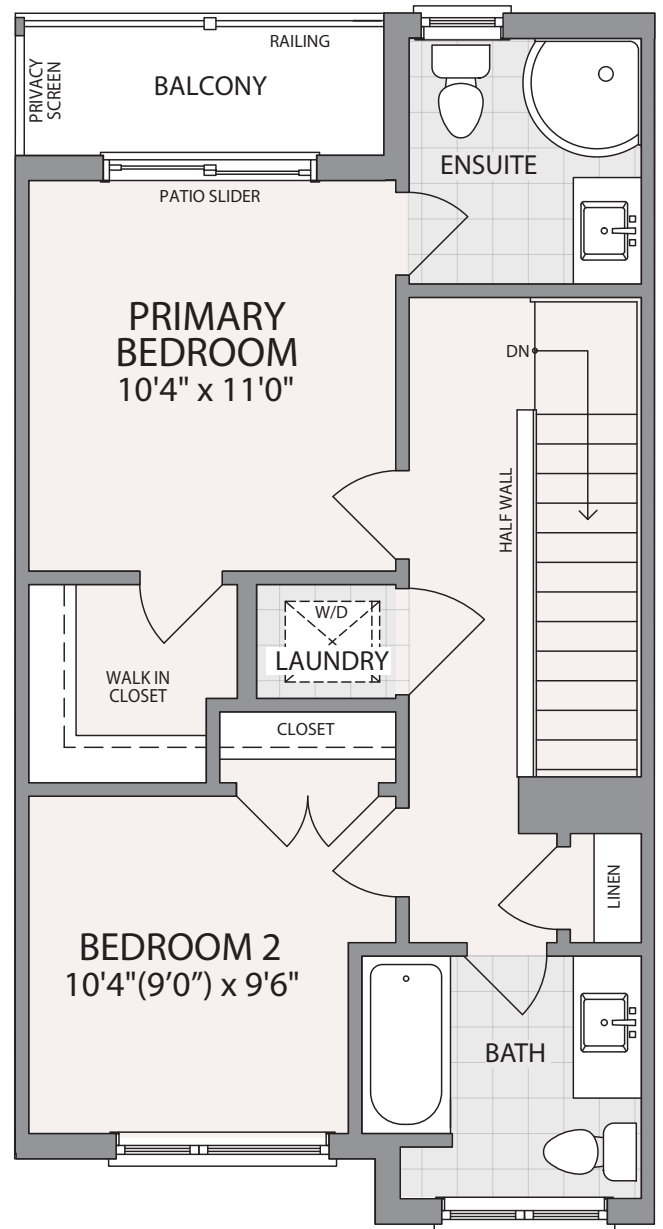 RAILING
PRIVACY
SCREEN
BALCONY
ENSUITE
PATIO SLIDER
PRIMARY
BEDROOM
10'4" x 11'0"
DN
HALF WALL
W/D
LAUNDRY
WALK IN
CLOSET
CLOSET
LINEN
BEDROOM 2
10'4"(9’0”) x 9'6"
BATH